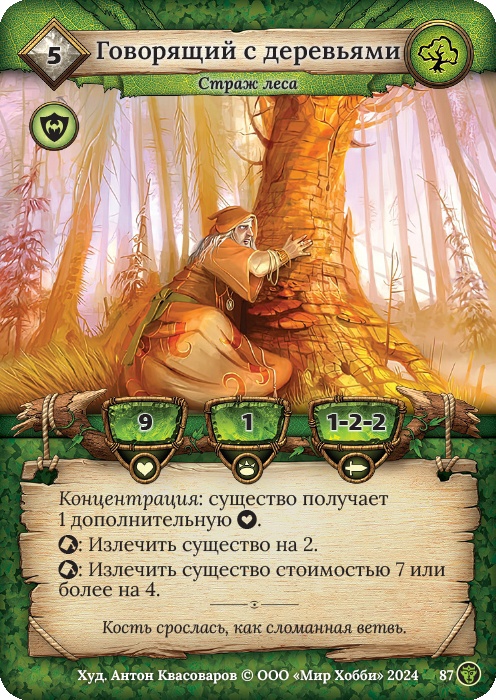 5
Говорящий с деревьями
Страж леса
9
1
1-2-2
Концентрация: существо получает
1 дополнительную .
: Излечить существо на 2.
: Излечить существо стоимостью 7 или
более на 4.
Кость срослась, как сломанная ветвь.
Худ. Антон Квасоваров © ООО «Мир Хобби» 2024
87